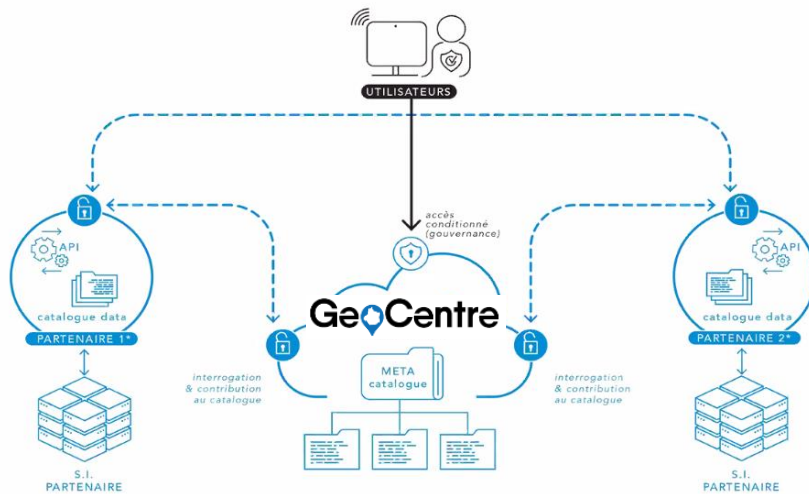 UTILISATEURS
accès
conditionné
(gouvernance)
API
catalogue data
PARTENAIRE 1*
S.I.
PARTENAIRE
GeoCentre
META
catalogue
interrogation
& contribution
au catalogue
interrogation
& contribution
au catalogue
API
catalogue data
PARTENAIRE 2*
S.I.
PARTENAIRE